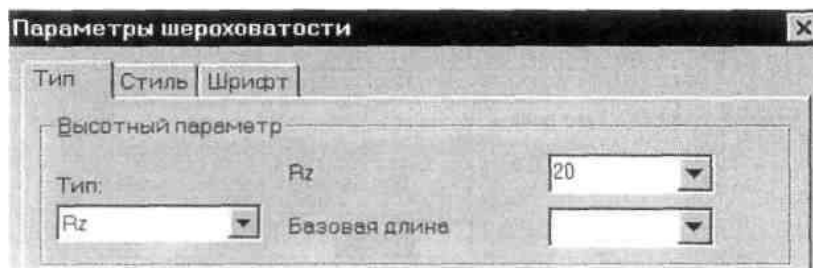 Параметры шероховатости
Тип Стиль Шрифт
Высотный параметр
Rz 20
Тип:
Rz
Базовая длина